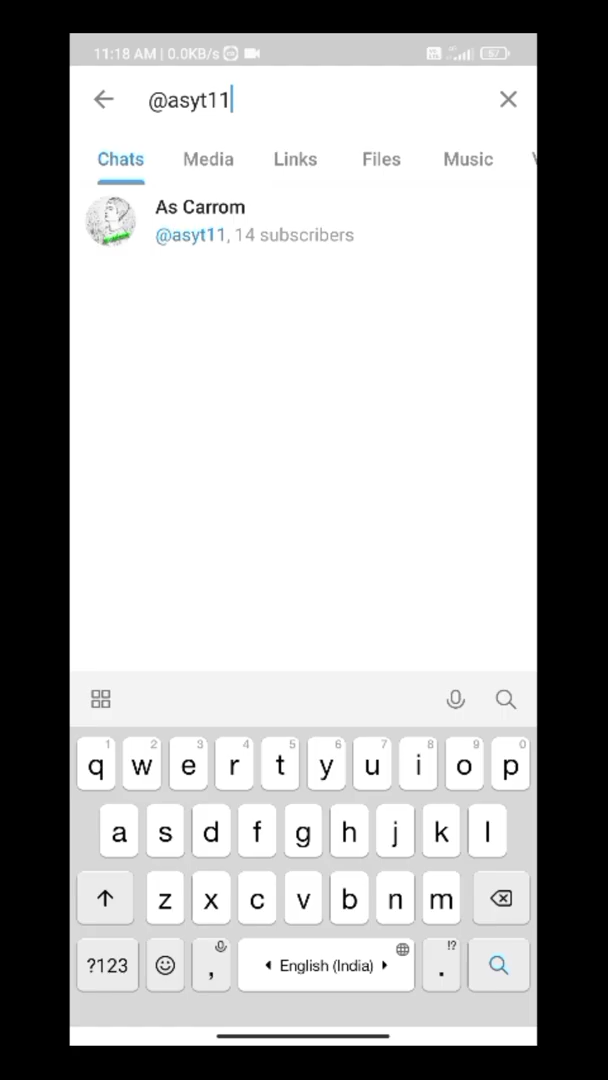 11:18 AM | 0.0KB/s
57
@asyt11
Chats Media Links Files Music
As Carrom
@asyt11, 14 subscribers
1 2 3 4 5 6 7 8 9 0
q w e r t y u i o p
a s d f g h j k l
z x c v b n m
!?
?123 , English (India) .